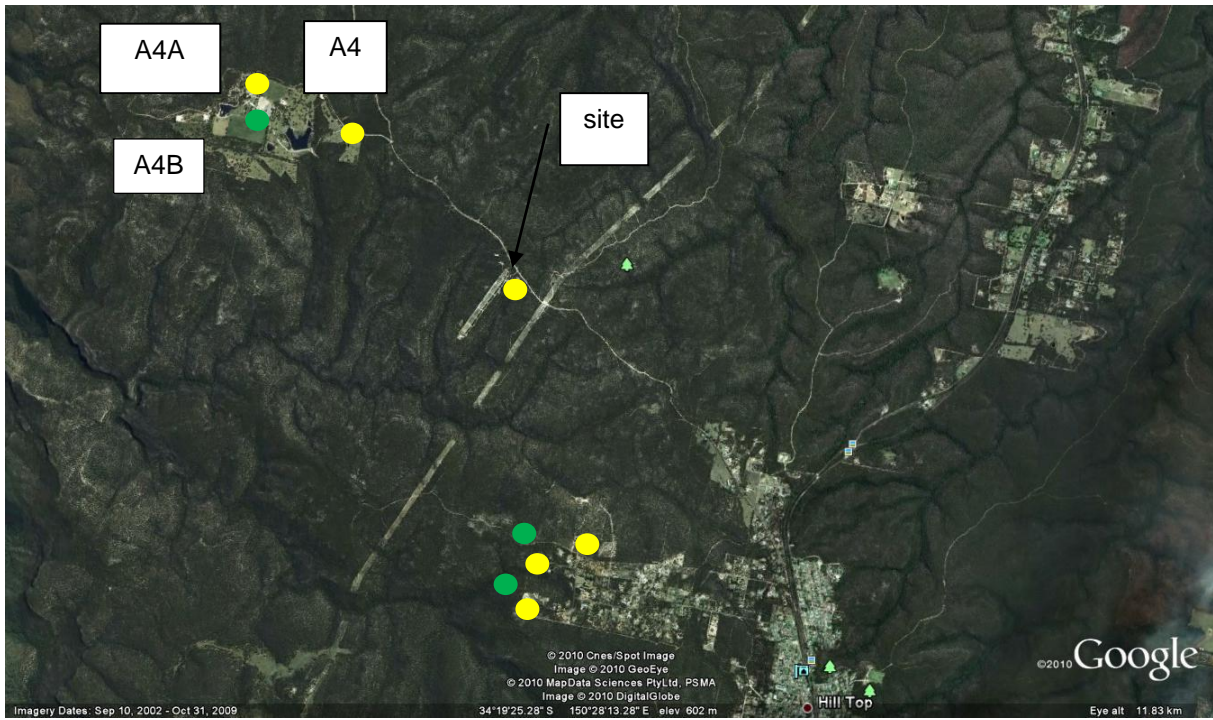 A4A
A4
site
A4B
© 2010 Cnes/Spot Image
Image © 2010 GeoEye
© 2010 MapData Sciences PtyLtd, PSMA
Image © 2010 DigitalGlobe
©2010 Google
Hill Top
Imagery Dates: Sep 10, 2002 - Oct 31, 2009
34°19'25.28" S 150°28'13.28" E elev 602 m
Eye alt 11.83 km